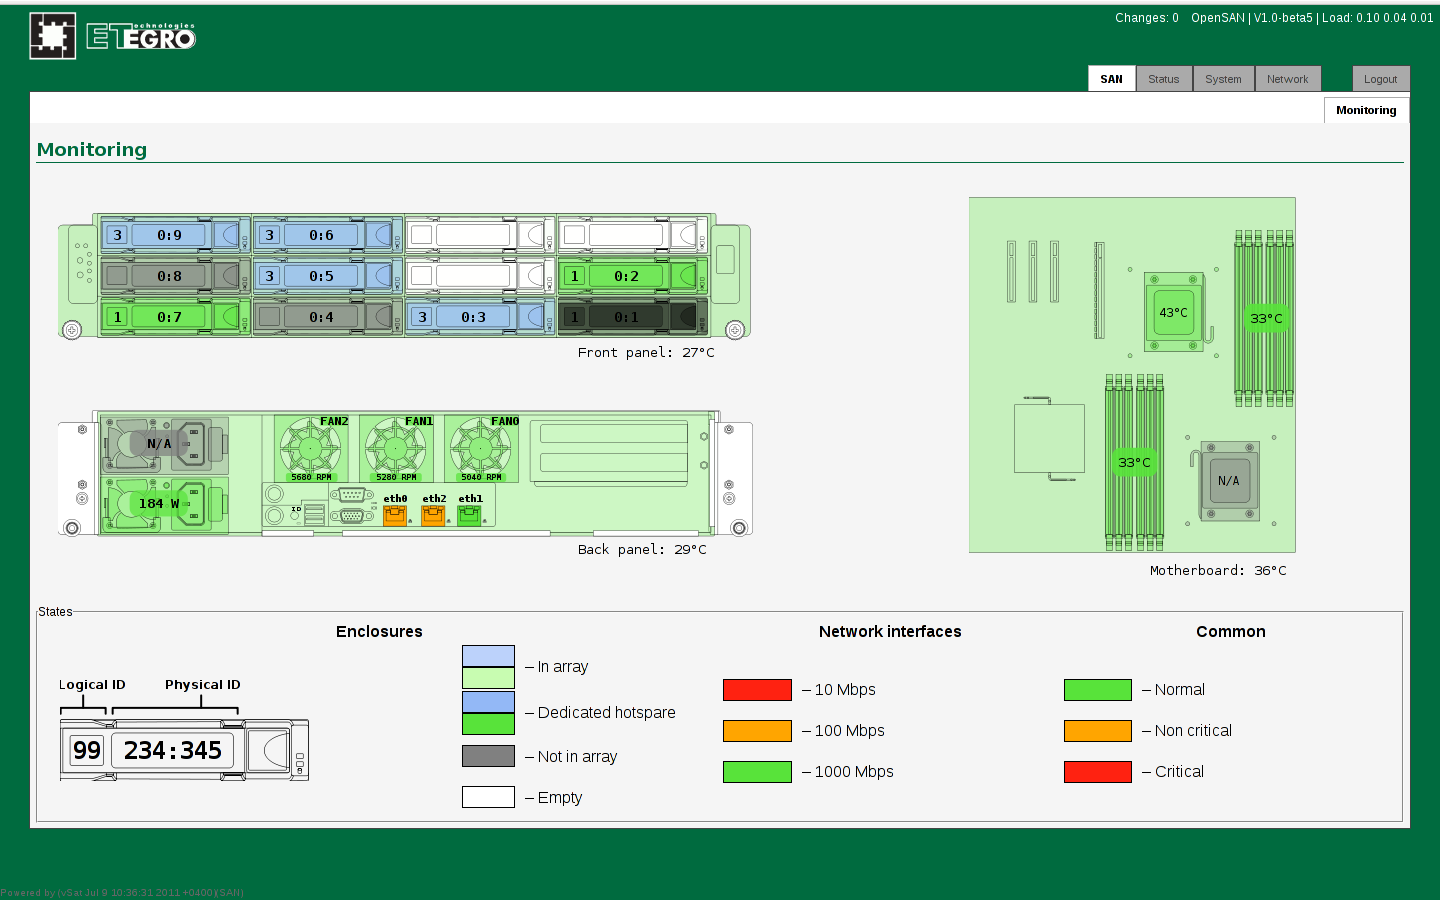 Changes: 0 OpenSAN | V1.0-beta5 | Load: 0.10 0.04 0.01
technologies
ETEGRO
SAN Status System Network Logout
Monitoring
Monitoring
3 0:9 3 0:6
0:8 3 0:5 1 0:2
1 0:7 0:4 3 0:3 1 0:1
Front panel: 27°C
43°C
33°C
33°C
N/A
Motherboard: 36°C
FAN2 FAN1 FAN0
N/A
5680 RPM 5280 RPM 5040 RPM
184 W
ID
eth0 eth2 eth1
Back panel: 29°C
States
Enclosures Network interfaces Common
Logical ID Physical ID
99 234:345
– In array
– Dedicated hotspare
– Not in array
– Empty
– 10 Mbps
– 100 Mbps
– 1000 Mbps
– Normal
– Non critical
– Critical
Powered by (vSat Jul 9 10:36:31 2011 +0400)(SAN)